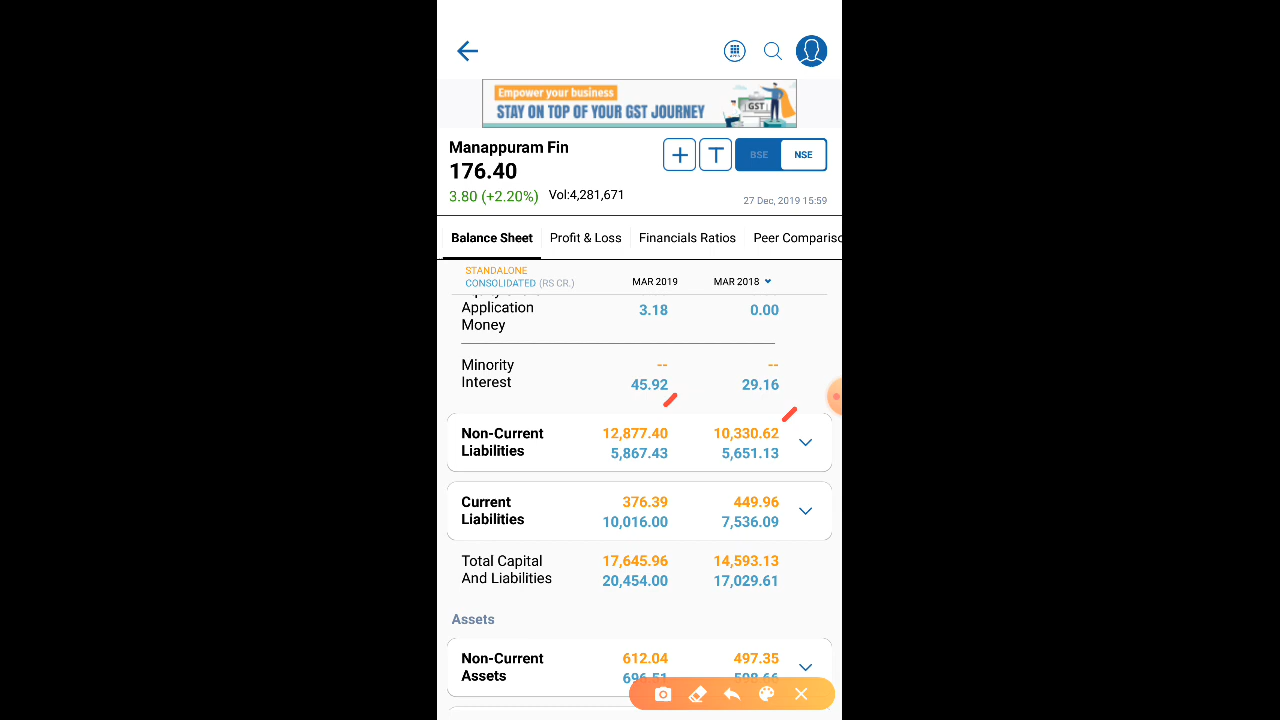 APPS
Empower your business
STAY ON TOP OF YOUR GST JOURNEY
GST
Manappuram Fin
176.40
3.80 (+2.20%) Vol:4,281,671
BSE NSE
27 Dec, 2019 15:59
Balance Sheet Profit & Loss Financials Ratios Peer Compariso
STANDALONE
CONSOLIDATED (RS CR.) MAR 2019 MAR 2018
Application
Money
3.18 0.00
Minority
Interest
-- --
45.92 29.16
Non-Current
Liabilities
12,877.40 10,330.62
5,867.43 5,651.13
Current
Liabilities
376.39 449.96
10,016.00 7,536.09
Total Capital
And Liabilities
17,645.96 14,593.13
20,454.00 17,029.61
Assets
Non-Current
Assets
612.04 497.35